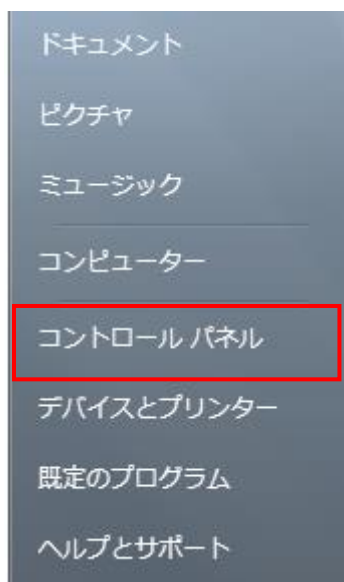 ドキュメント
ピクチャ
ミュージック
コンピューター
コントロール パネル
デバイスとプリンター
既定のプログラム
ヘルプとサポート